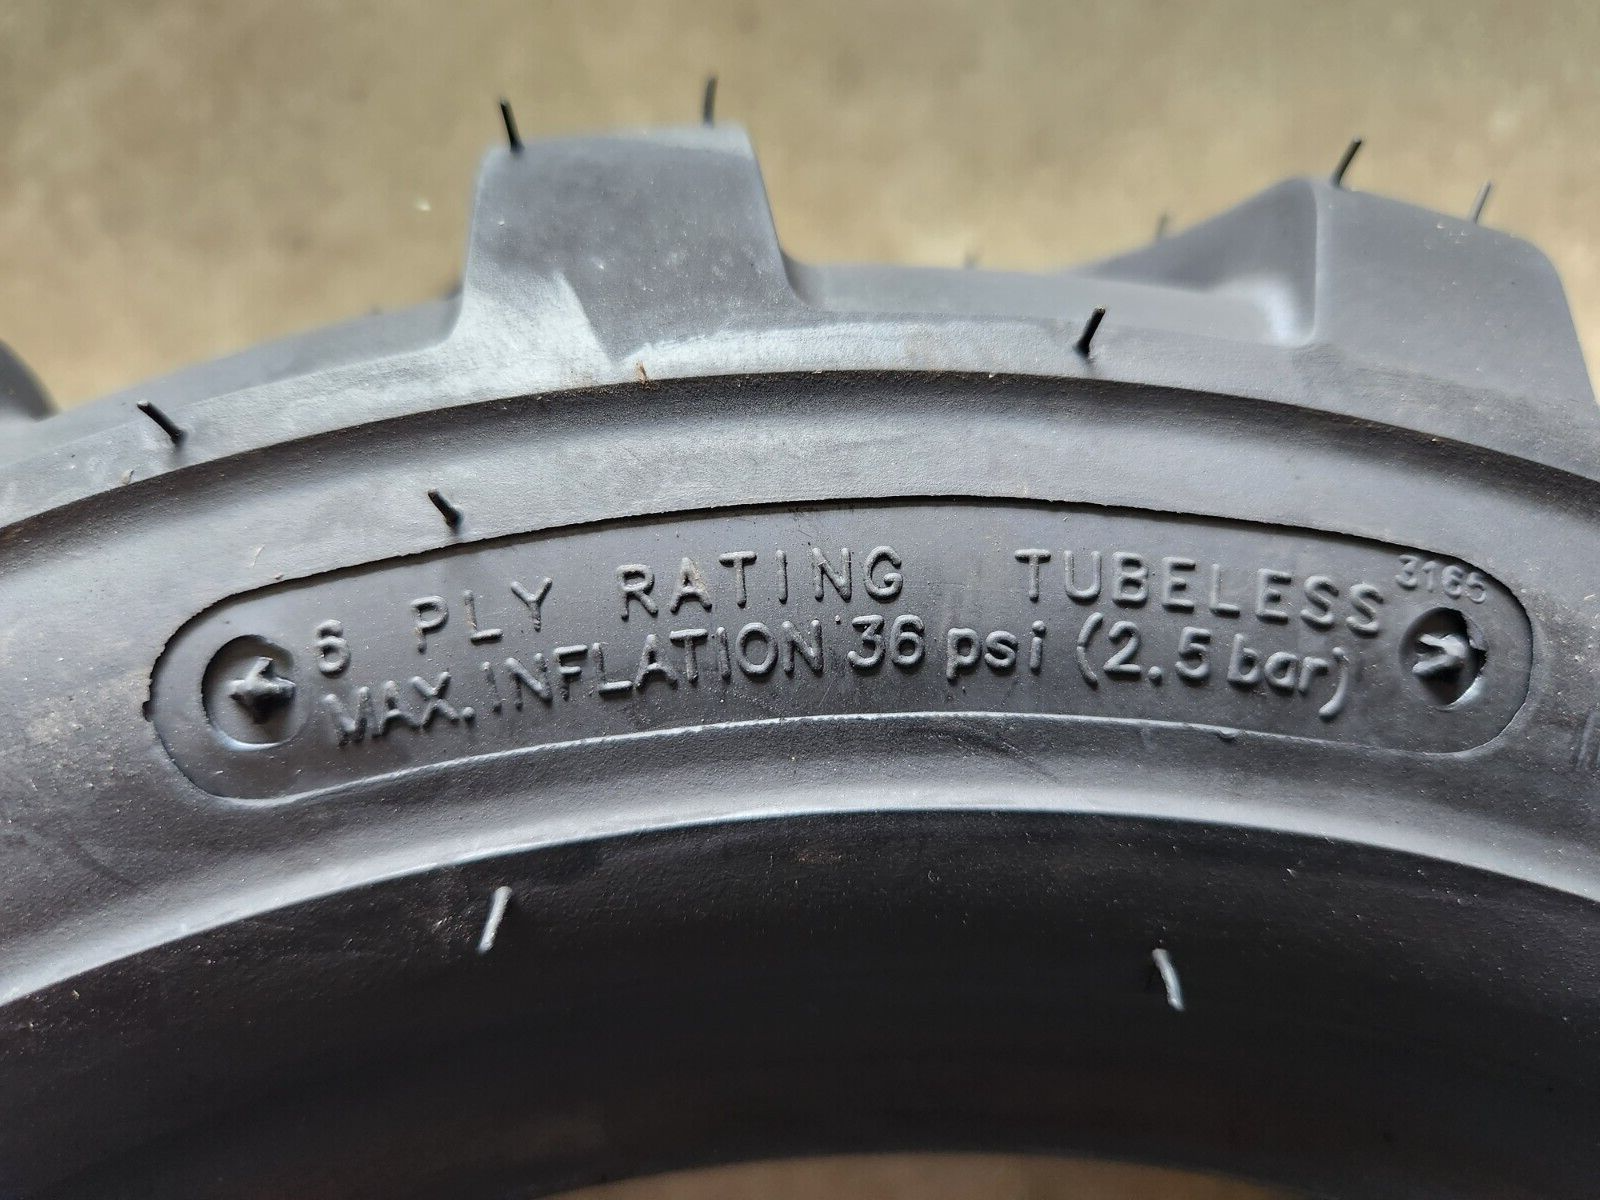 6 PLY RATING TUBELESS 3165
MAX. INFLATION 36 psi (2.5 bar)